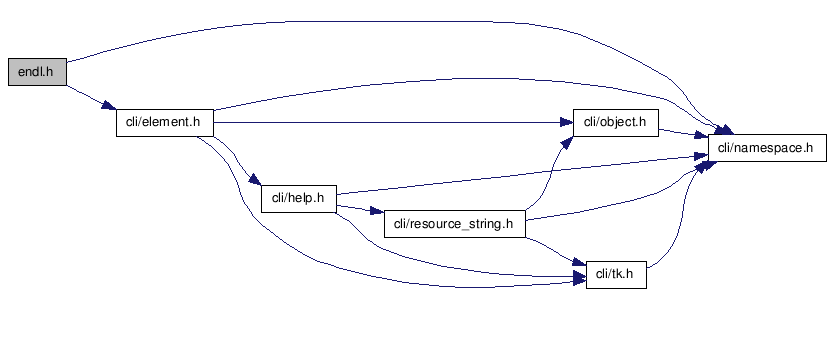 endl.h
cli/element.h
cli/object.h
cli/namespace.h
cli/help.h
cli/resource_string.h
cli/tk.h